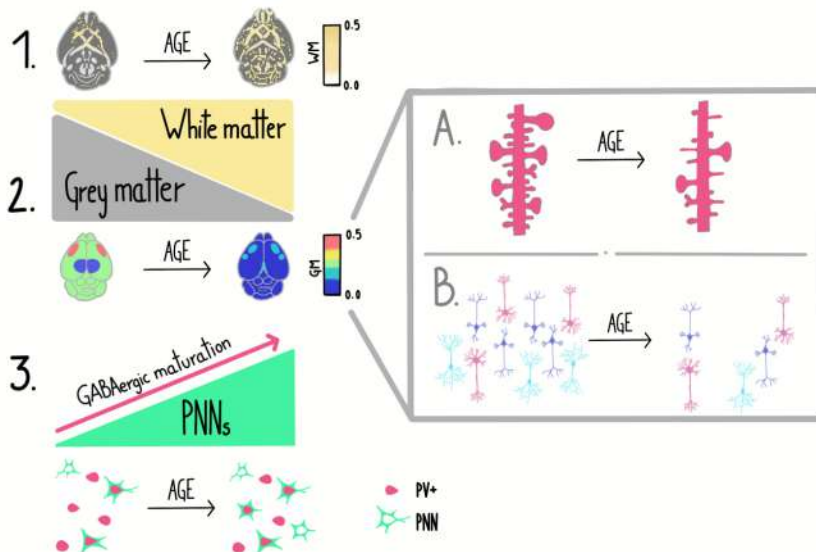 1.
AGE
WM
0.5
0.0
White matter
2.
Grey matter
AGE
GM
0.5
0.0
A.
AGE
B.
AGE
3.
GABAergic maturation
PNNs
AGE
PV+
PNN